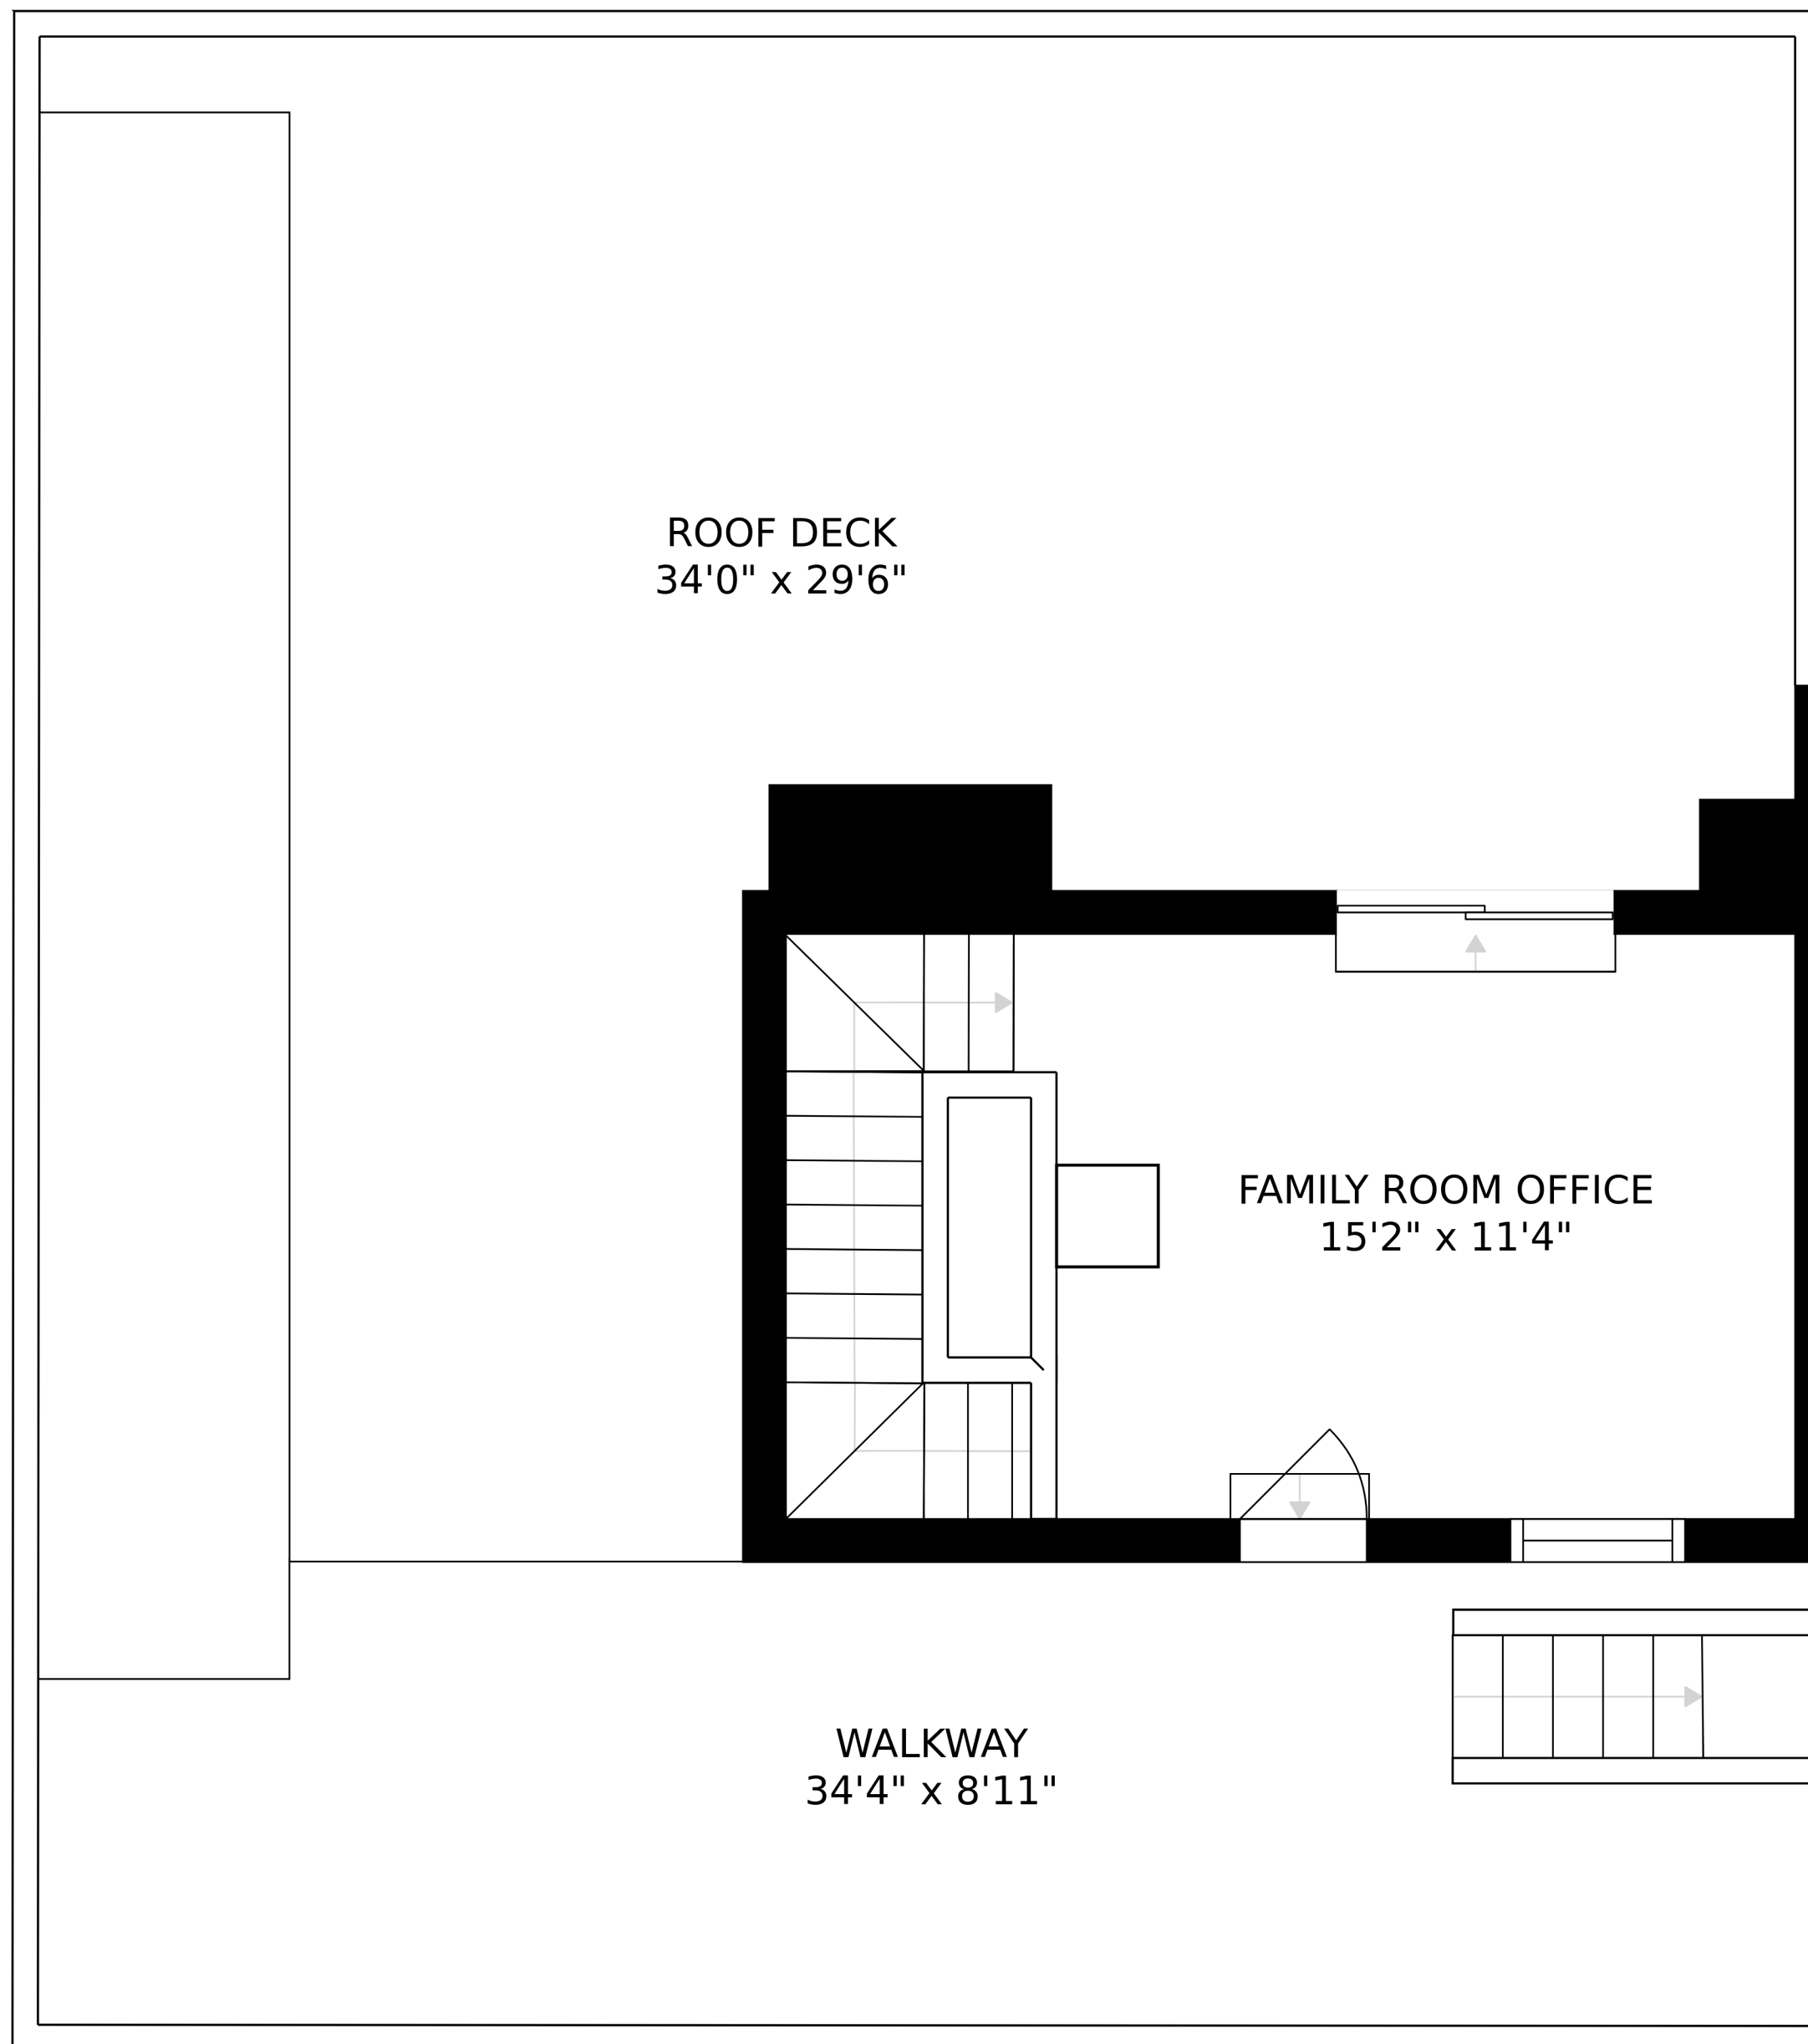 ROOF DECK
34'0" x 29'6"
FAMILY ROOM OFFICE
15'2" x 11'4"
WALKWAY
34'4" x 8'11"